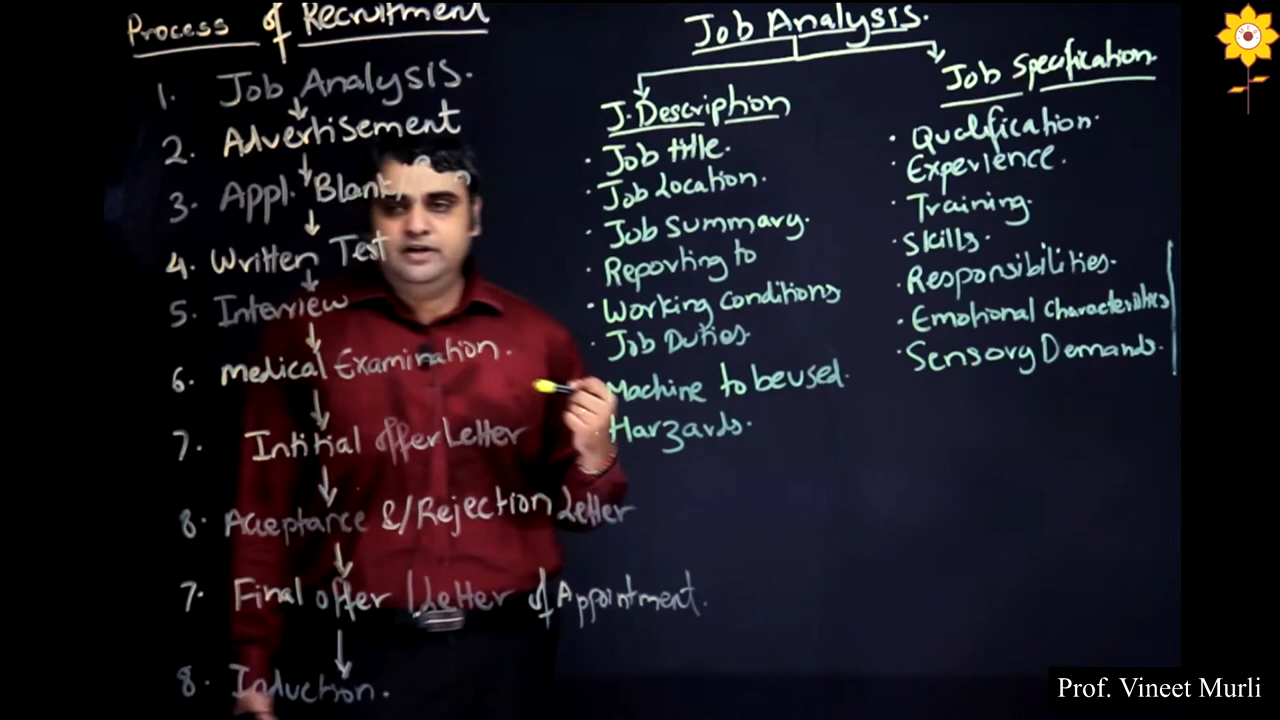 Process of Recruitment
1. Job Analysis.
2. Advertisement
3. Appl. Blank
4. Written Test
5. Interview
6. Medical Examination.
7. Intitial offer Letter
8. Acceptance &/Rejection Letter
7. Final offer / Letter of Appointment.
8. Induction.
Job Analysis.
J. Description
· Job title.
· Job Location.
· Job Summary.
· Reporting to
· Working conditions
· Job Duties.
Machine to be used.
· Harzards.
Job Specification
· Qualification.
· Experience.
· Training.
· Skills.
· Responsibilities.
· Emotional Characteristics
· Sensory Demands.
Prof. Vineet Murli